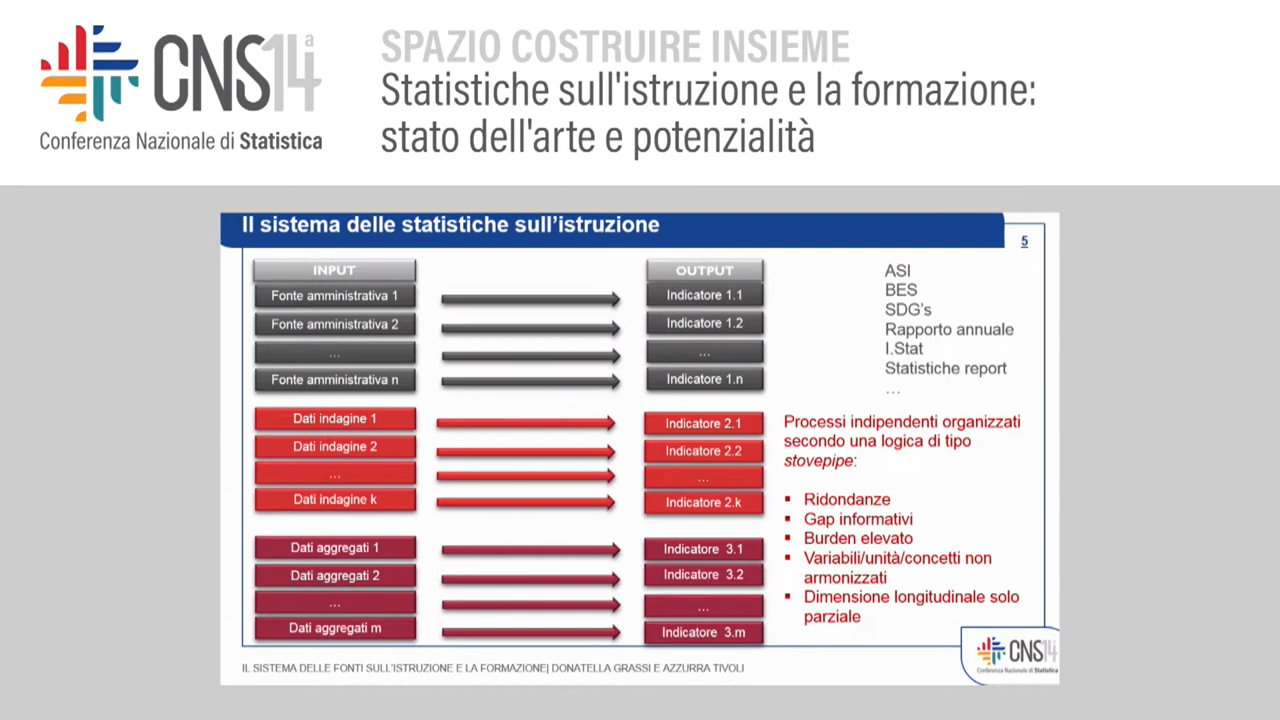 CNS14a
Conferenza Nazionale di Statistica
SPAZIO COSTRUIRE INSIEME
Statistiche sull'istruzione e la formazione:
stato dell'arte e potenzialità
Il sistema delle statistiche sull'istruzione
5
INPUT
Fonte amministrativa 1
Fonte amministrativa 2
...
Fonte amministrativa n
Dati indagine 1
Dati indagine 2
...
Dati indagine k
Dati aggregati 1
Dati aggregati 2
...
Dati aggregati m
OUTPUT
Indicatore 1.1
Indicatore 1.2
...
Indicatore 1.n
Indicatore 2.1
Indicatore 2.2
...
Indicatore 2.k
Indicatore 3.1
Indicatore 3.2
...
Indicatore 3.m
ASI
BES
SDG's
Rapporto annuale
I.Stat
Statistiche report
...
Processi indipendenti organizzati
secondo una logica di tipo
stovepipe:
▪ Ridondanze
▪ Gap informativi
▪ Burden elevato
▪ Variabili/unità/concetti non
armonizzati
▪ Dimensione longitudinale solo
parziale
IL SISTEMA DELLE FONTI SULL'ISTRUZIONE E LA FORMAZIONE| DONATELLA GRASSI E AZZURRA TIVOLI
CNS14
Conferenza Nazionale di Statistica